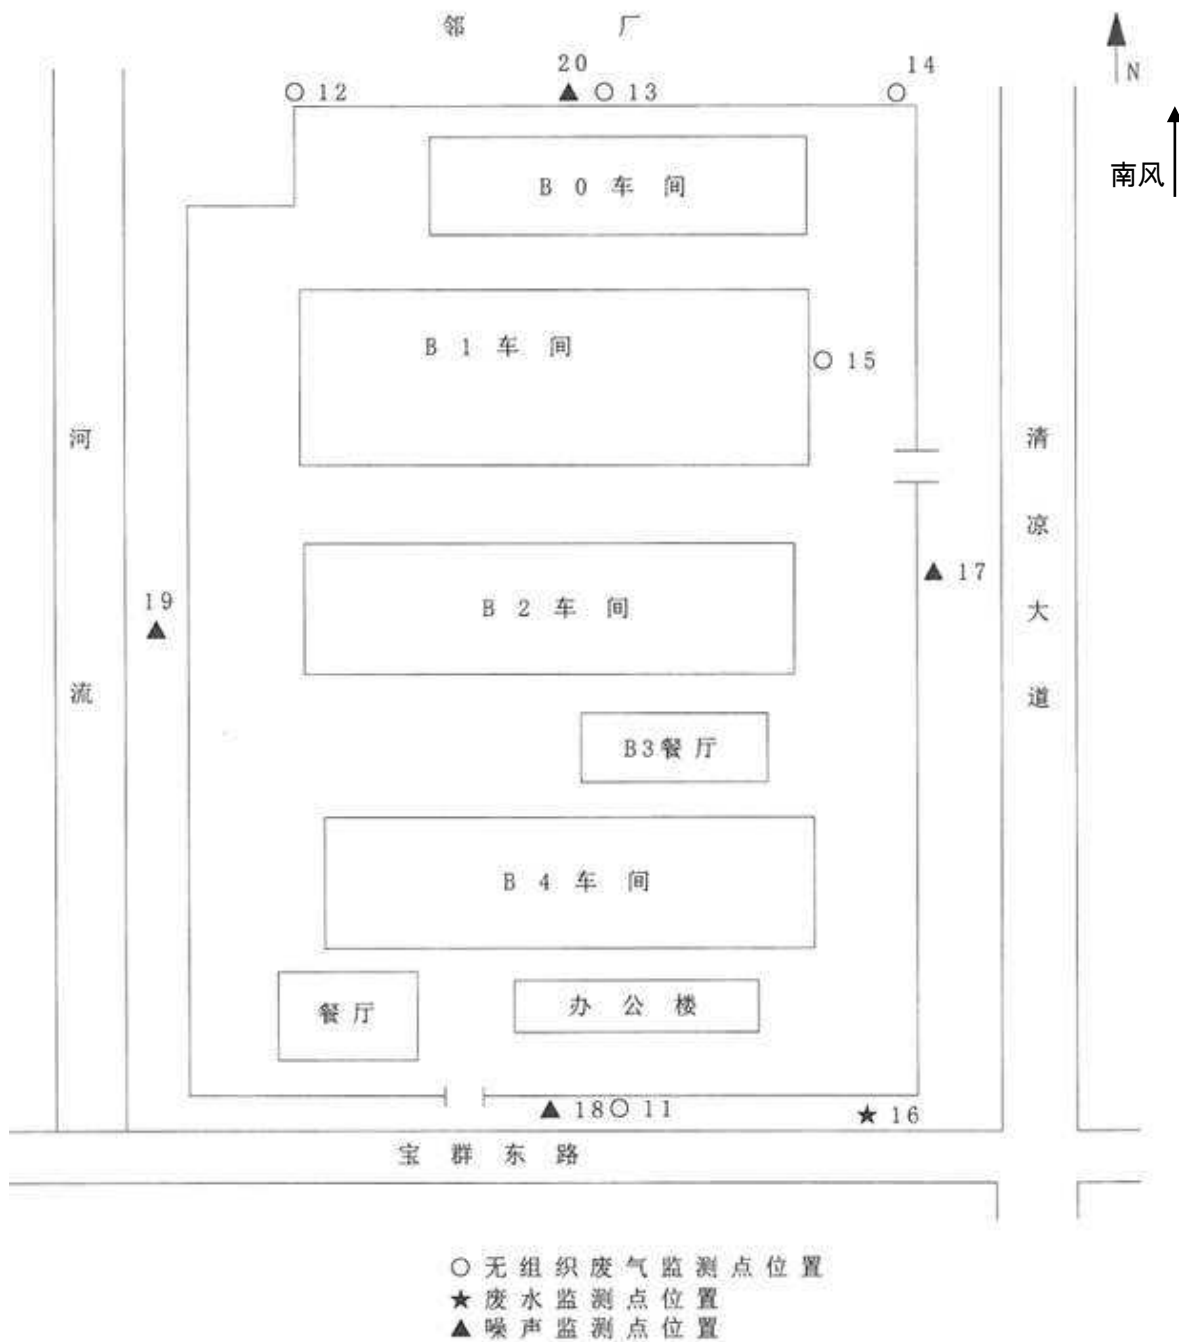 邻 厂
20
14
○ 12
▲ ○ 13
N
南风
B 0 车 间
B 1 车 间
○ 15
河 流
清 凉 大 道
19
▲
▲ 17
B 2 车 间
B3餐 厅
B 4 车 间
餐 厅
办 公 楼
▲ 18○ 11
★ 16
宝 群 东 路
○ 无 组 织 废 气 监 测 点 位 置
★ 废 水 监 测 点 位 置
▲ 噪 声 监 测 点 位 置